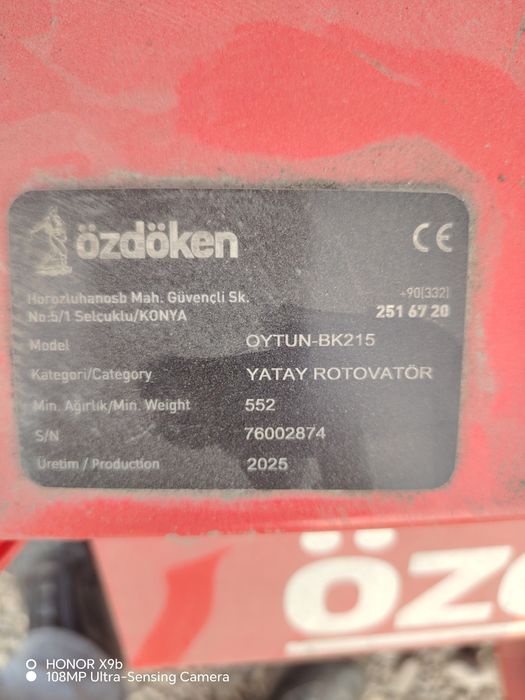 özdöken
CE
Horozluhanosb Mah. Güvençli Sk.
No:5/1 Selçuklu/KONYA
+90(332)
251 67 20
Model OYTUN-BK215
Kategori/Category YATAY ROTOVATÖR
Min. Ağırlık/Min. Weight 552
S/N 76002874
Üretim / Production 2025
öz
HONOR X9b
108MP Ultra-Sensing Camera